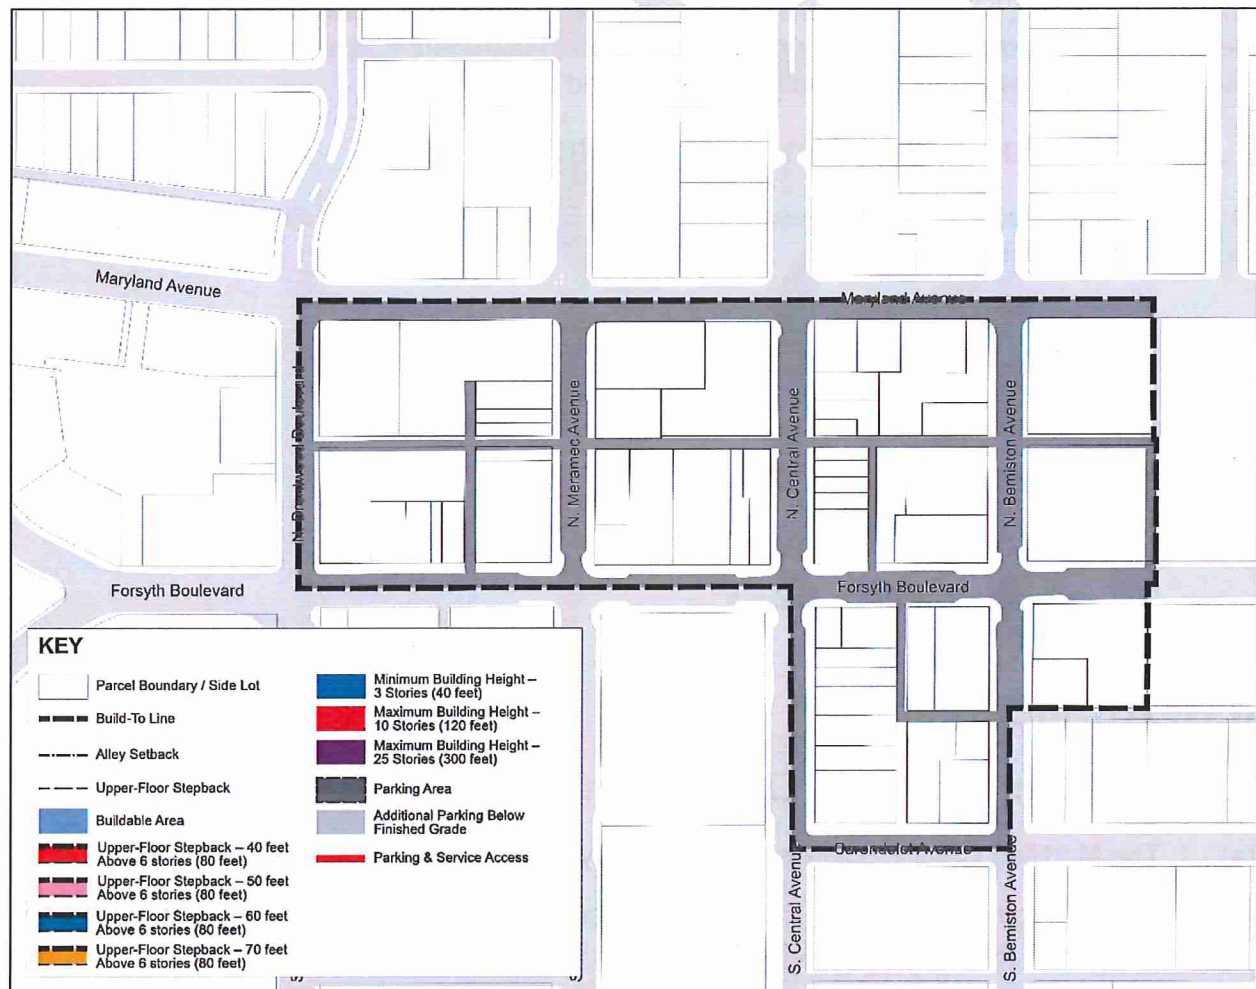 Maryland Avenue
Maryland Avenue
N. Brentwood Boulevard
N. Meramec Avenue
N. Central Avenue
N. Bemiston Avenue
Forsyth Boulevard
Forsyth Boulevard
KEY
Parcel Boundary / Side Lot
Build-To Line
Alley Setback
Upper-Floor Stepback
Buildable Area
Upper-Floor Stepback – 40 feet
Above 6 stories (80 feet)
Upper-Floor Stepback – 50 feet
Above 6 stories (80 feet)
Upper-Floor Stepback – 60 feet
Above 6 stories (80 feet)
Upper-Floor Stepback – 70 feet
Above 6 stories (80 feet)
Minimum Building Height –
3 Stories (40 feet)
Maximum Building Height –
10 Stories (120 feet)
Maximum Building Height –
25 Stories (300 feet)
Parking Area
Additional Parking Below
Finished Grade
Parking & Service Access
Carondelet Avenue
S. Central Avenue
S. Bemiston Avenue